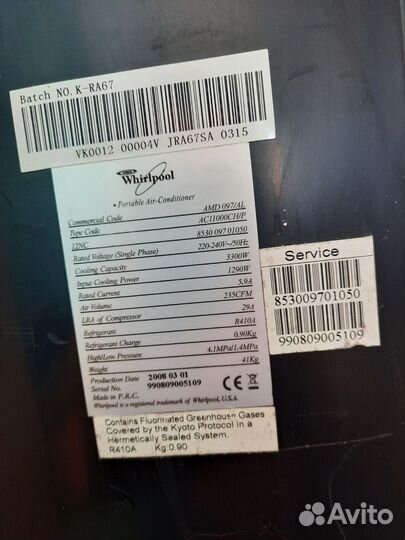 Batch NO. K-RA67
VK0012 00004V JRA67SA 0315
Whirlpool
• Portable Air-Conditioner
Commercial Code AMD 097/AL
Type Code AC11000CH/P
12NC 8530 097 01050
Rated Voltage (Single Phase) 220-240V~/50Hz
Cooling Capacity 3300W
Input Cooling Power 1290W
Rated Current 5,9A
Air Volume 235CFM
LRA of Compressor 29A
Refrigerant R410A
Refrigerant Charge 0,90Kg
High/Low Pressure 4,1MPa/1.4MPa
Weight 41Kg
Production Date 2008 03 01
Serial No. 990809005109
Made in P.R.C.
Whirlpool is a registered trademark of Whirlpool, U.S.A.
CE
Service
853009701050
990809005109
Contains Fluorinated Greenhouse Gases
Covered by the Kyoto Protocol in a
Hermetically Sealed System.
R410A Kg:0.90
Avito